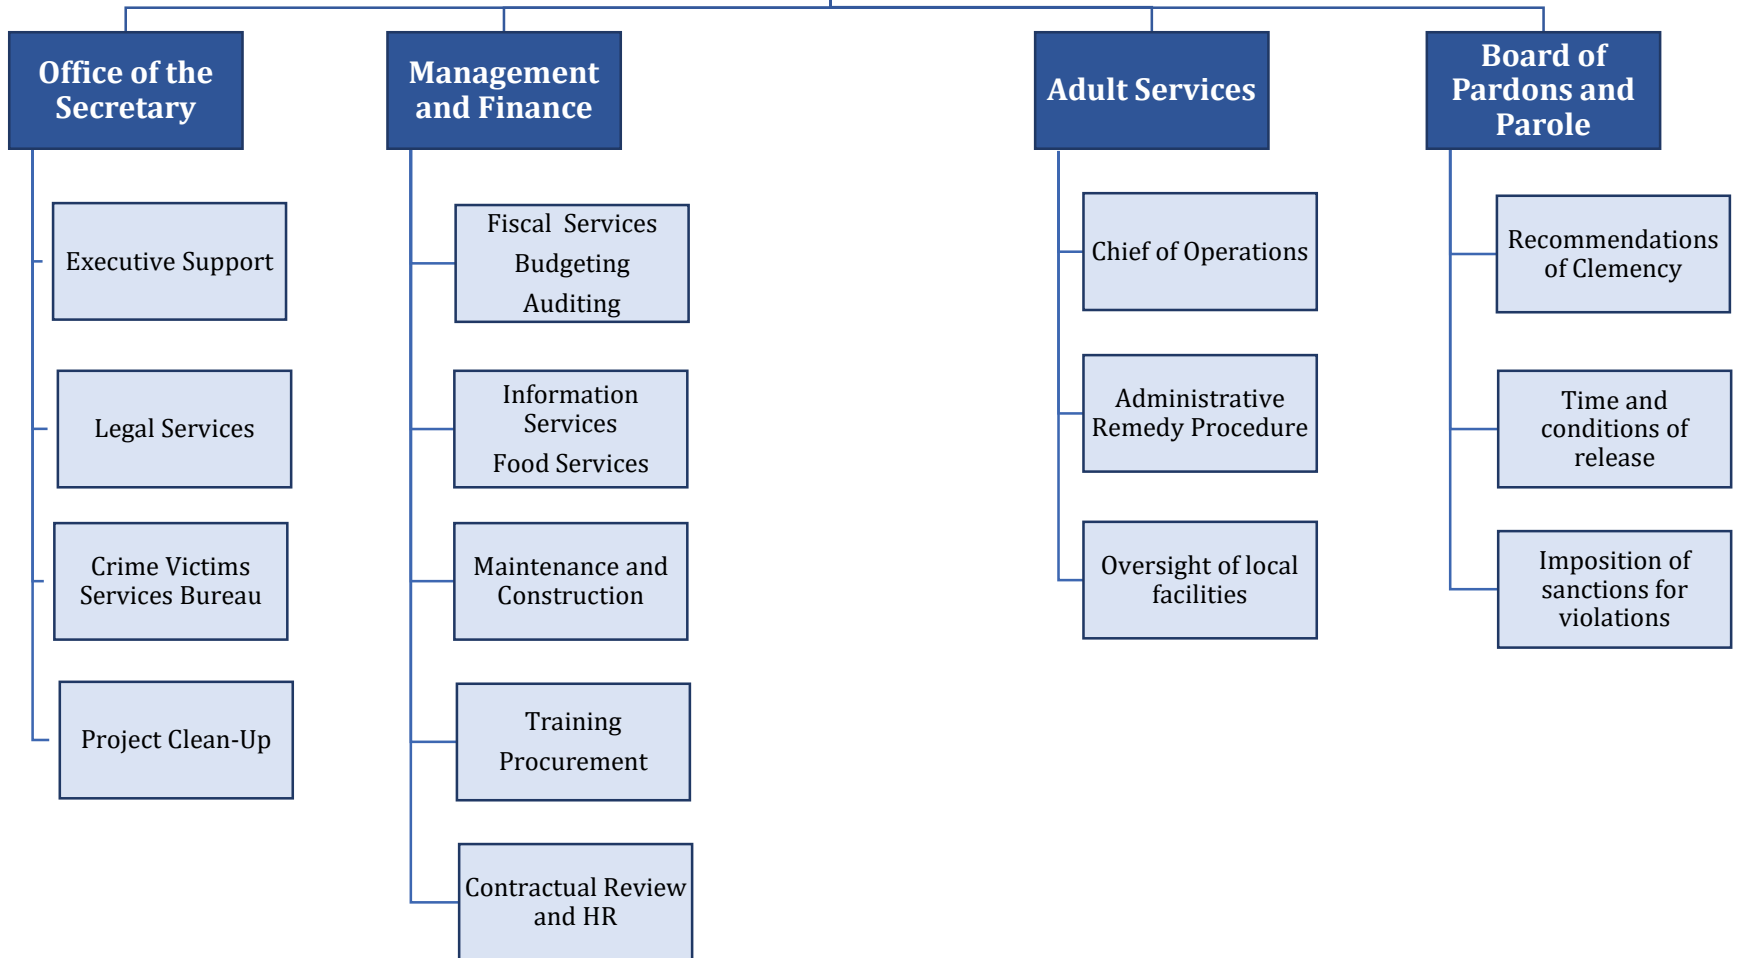 Office of the
Secretary
Management
and Finance
Adult Services
Board of
Pardons and
Parole
Executive Support
Legal Services
Crime Victims
Services Bureau
Project Clean-Up
Fiscal Services
Budgeting
Auditing
Information
Services
Food Services
Maintenance and
Construction
Training
Procurement
Contractual Review
and HR
Chief of Operations
Administrative
Remedy Procedure
Oversight of local
facilities
Recommendations
of Clemency
Time and
conditions of
release
Imposition of
sanctions for
violations